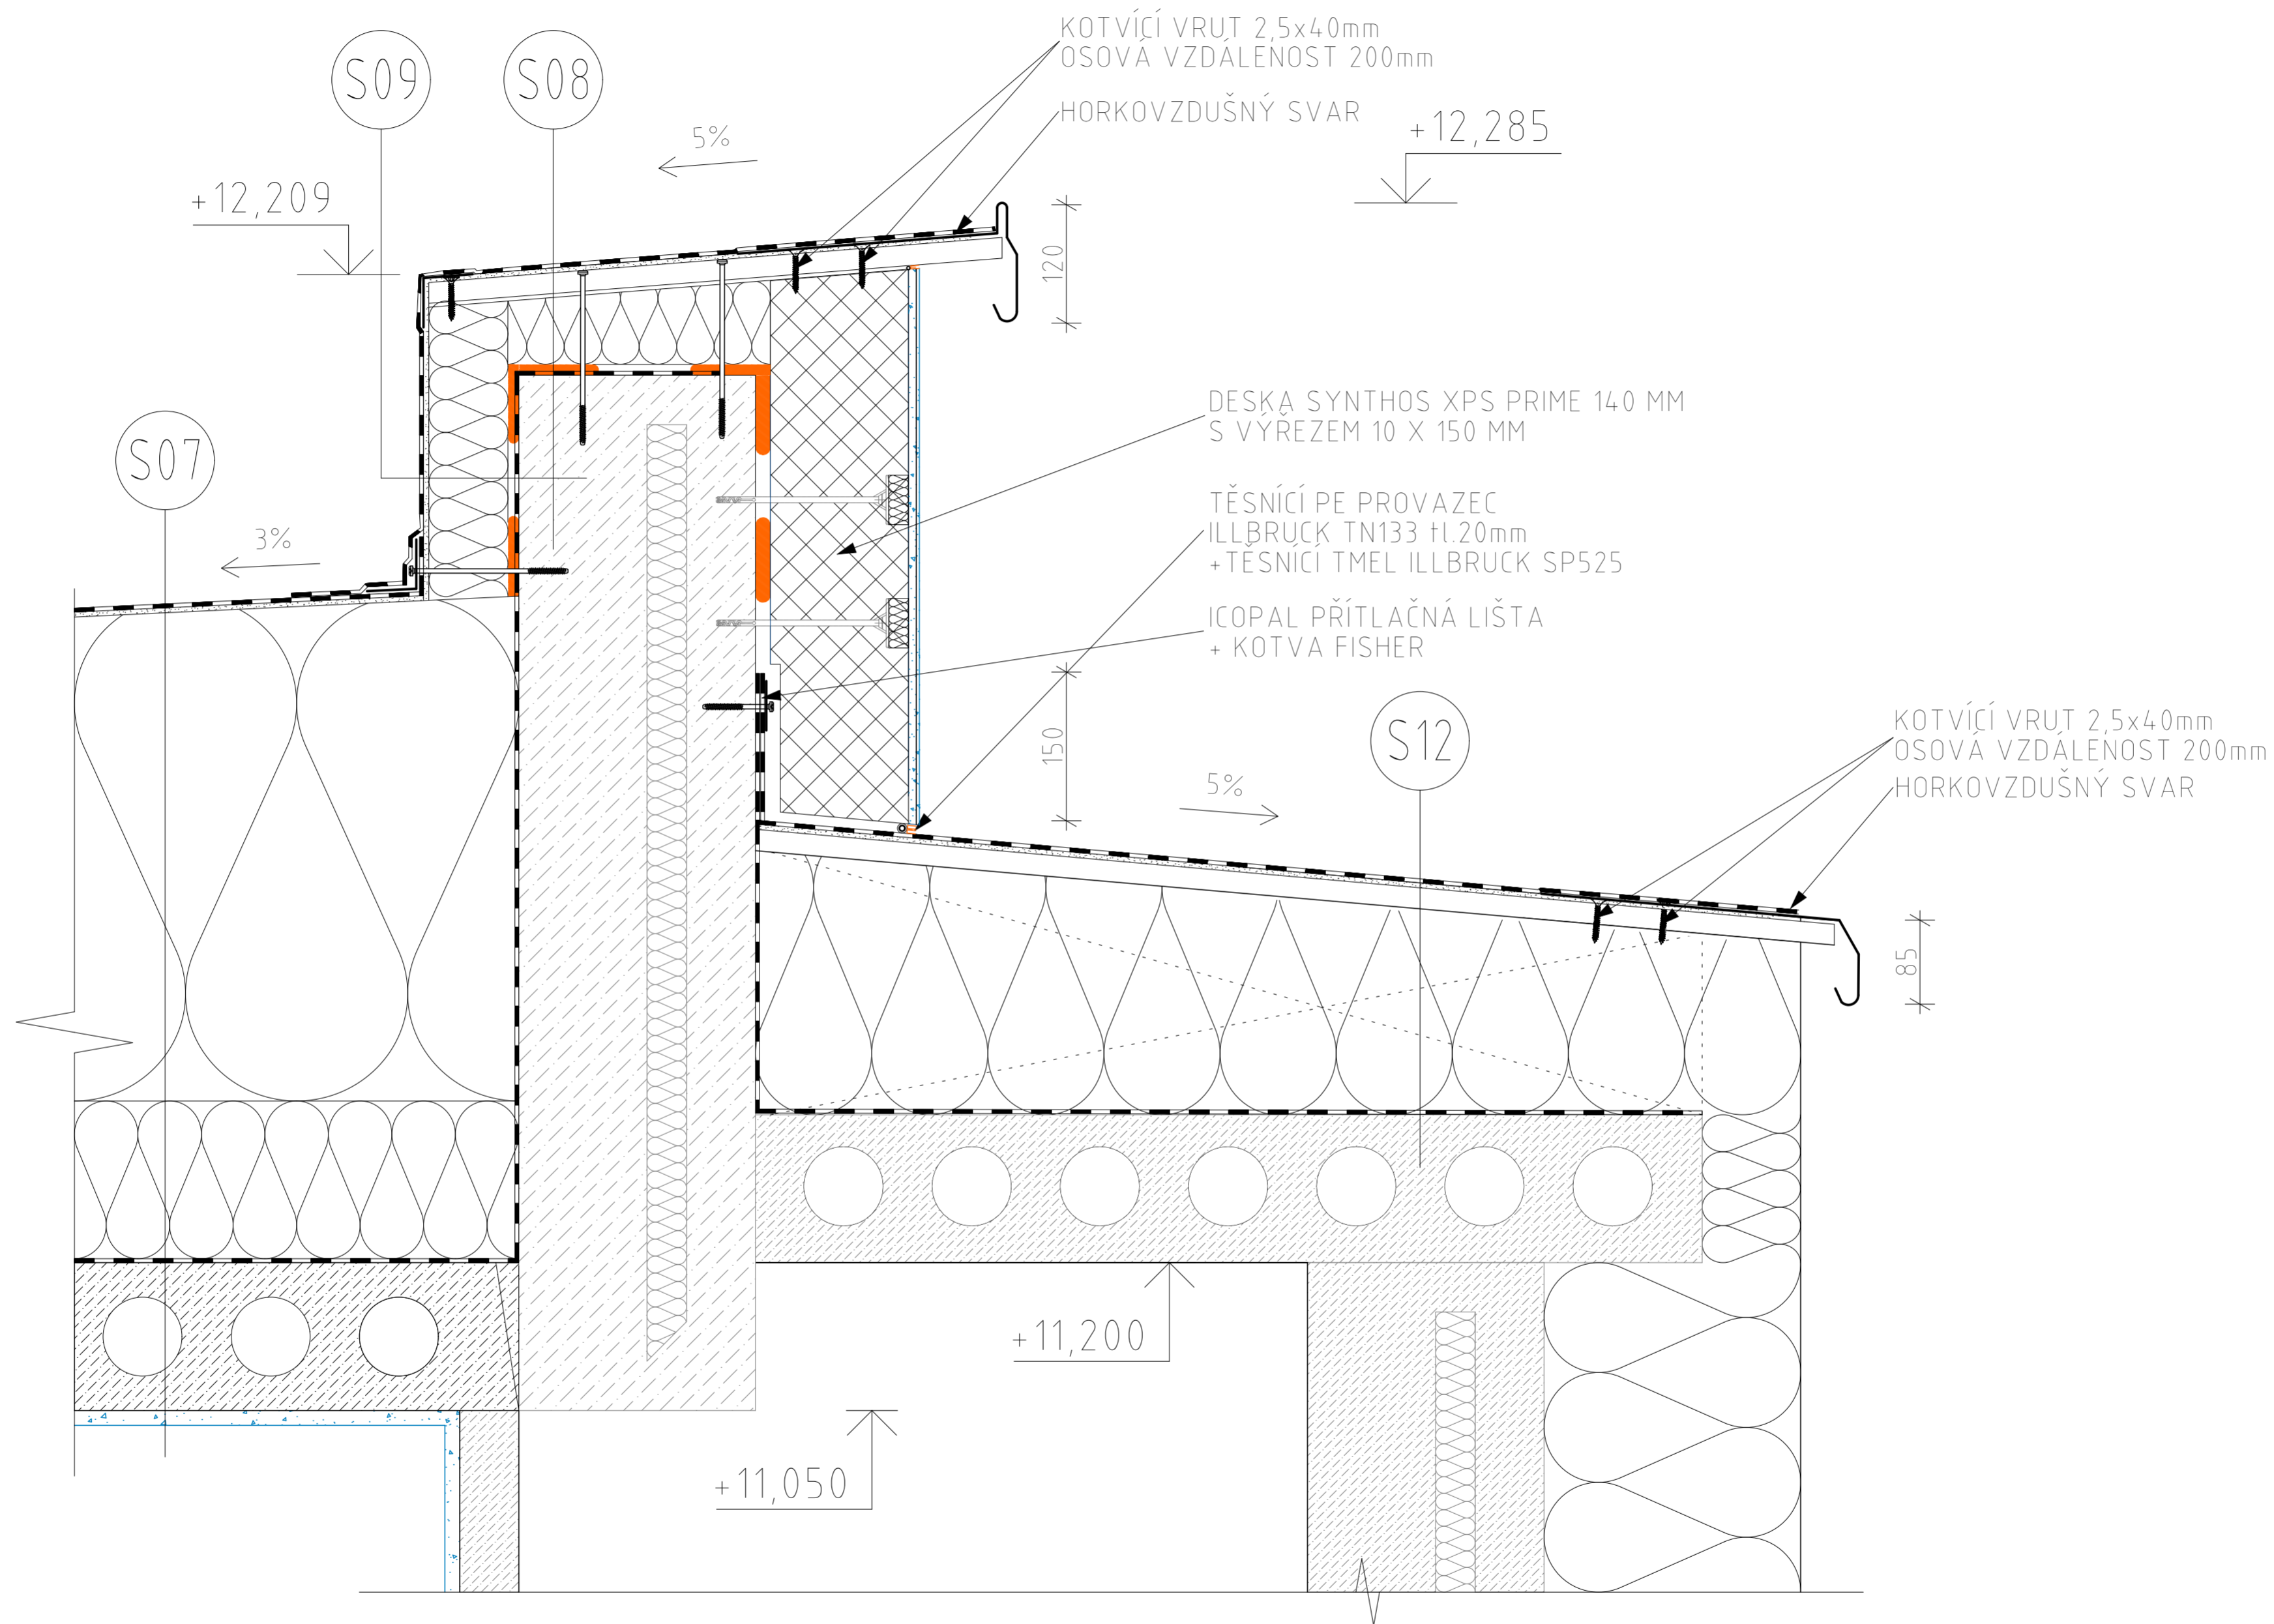 S09
S08
KOTVÍCÍ VRUT 2,5x40mm
OSOVÁ VZDÁLENOST 200mm
HORKOVZDUŠNÝ SVAR
5%
+12,285
+12,209
120
DESKA SYNTHOS XPS PRIME 140 MM
S VÝŘEZEM 10 X 150 MM
S07
TĚSNÍCÍ PE PROVAZEC
ILLBRUCK TN133 tl.20mm
+TĚSNÍCÍ TMEL ILLBRUCK SP525
3%
ICOPAL PŘÍTLAČNÁ LIŠTA
+ KOTVA FISHER
150
S12
KOTVÍCÍ VRUT 2,5x40mm
OSOVÁ VZDÁLENOST 200mm
HORKOVZDUŠNÝ SVAR
5%
85
+11,200
+11,050